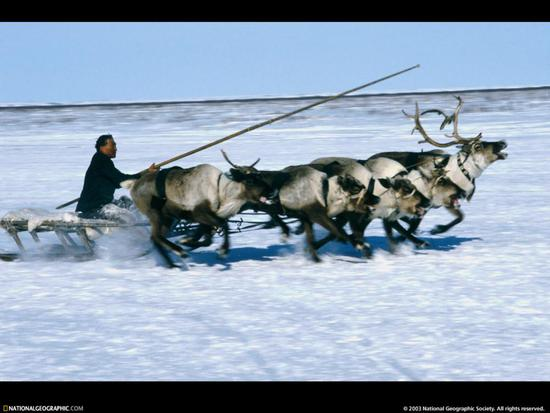 NATIONALGEOGRAPHIC.COM
© 2003 National Geographic Society. All rights reserved.